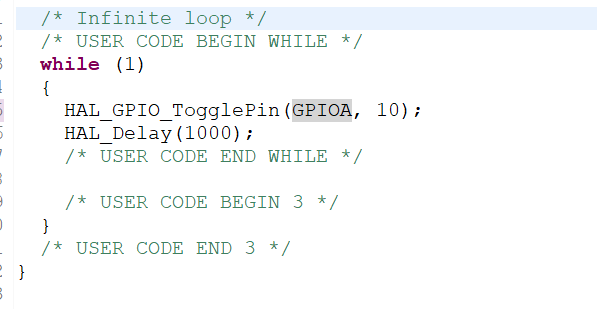 /* Infinite loop */
/* USER CODE BEGIN WHILE */
while (1)
{
HAL_GPIO_TogglePin(GPIOA, 10);
HAL_Delay(1000);
/* USER CODE END WHILE */
/* USER CODE BEGIN 3 */
}
/* USER CODE END 3 */
}